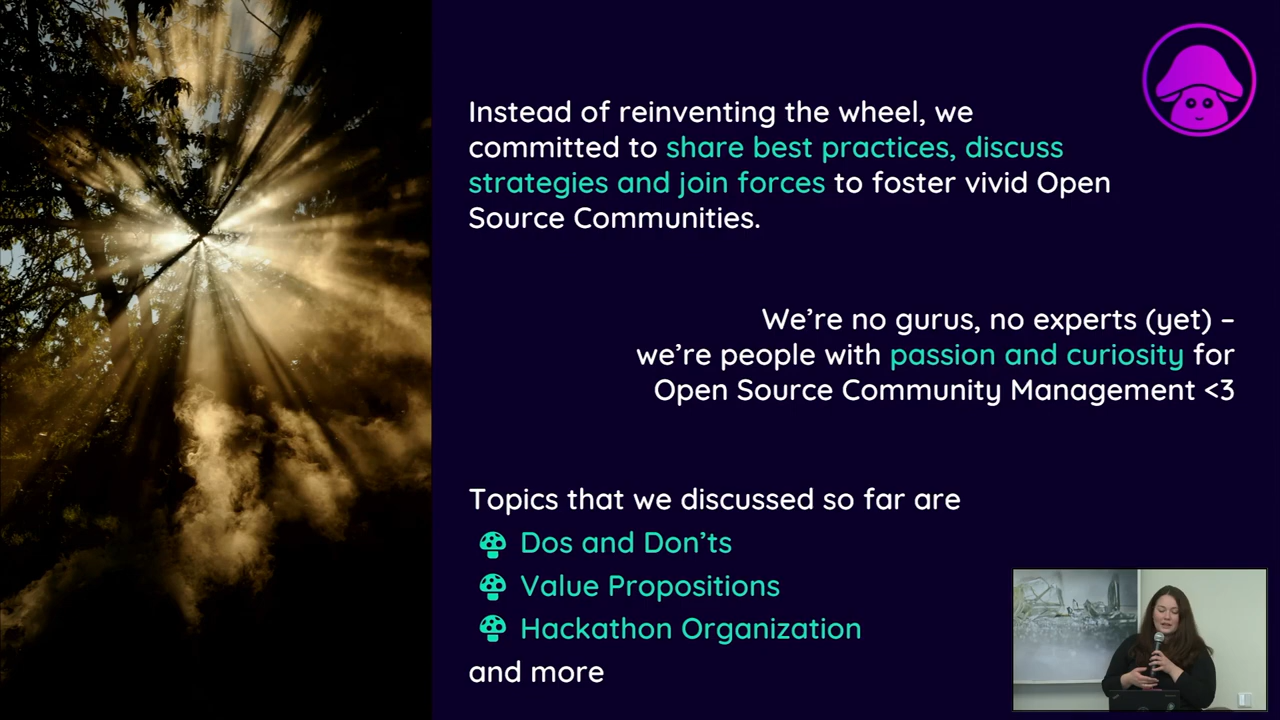 Instead of reinventing the wheel, we
committed to share best practices, discuss
strategies and join forces to foster vivid Open
Source Communities.
We’re no gurus, no experts (yet) –
we’re people with passion and curiosity for
Open Source Community Management <3
Topics that we discussed so far are
Dos and Don’ts
Value Propositions
Hackathon Organization
and more